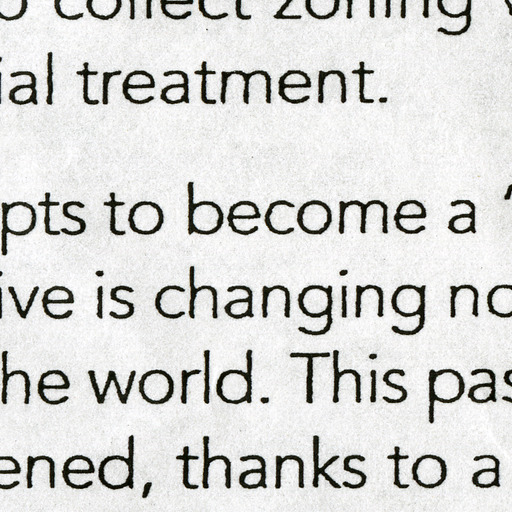 o collect zoning
ial treatment.
pts to become a "
ive is changing no
he world. This pas
ened, thanks to a